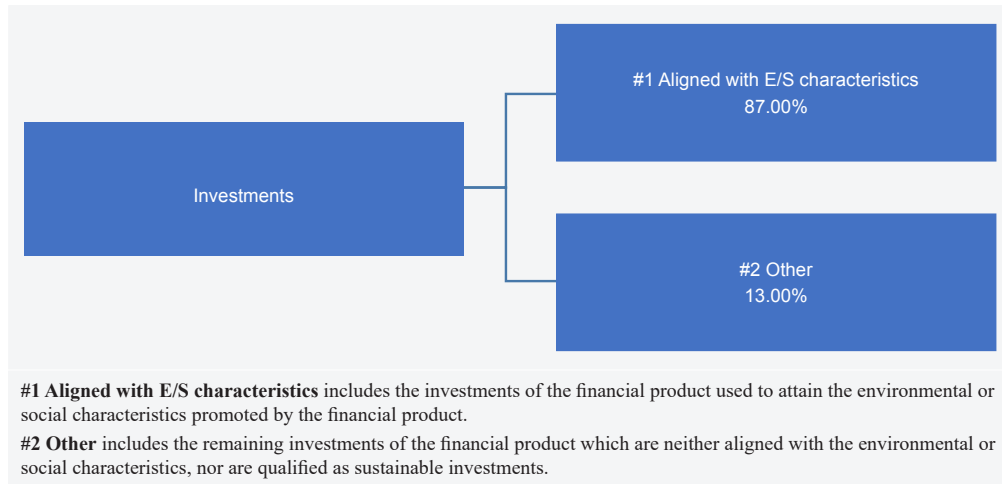 #1 Aligned with E/S characteristics
87.00%
Investments
#2 Other
13.00%
#1 Aligned with E/S characteristics includes the investments of the financial product used to attain the environmental or
social characteristics promoted by the financial product.
#2 Other includes the remaining investments of the financial product which are neither aligned with the environmental or
social characteristics, nor are qualified as sustainable investments.